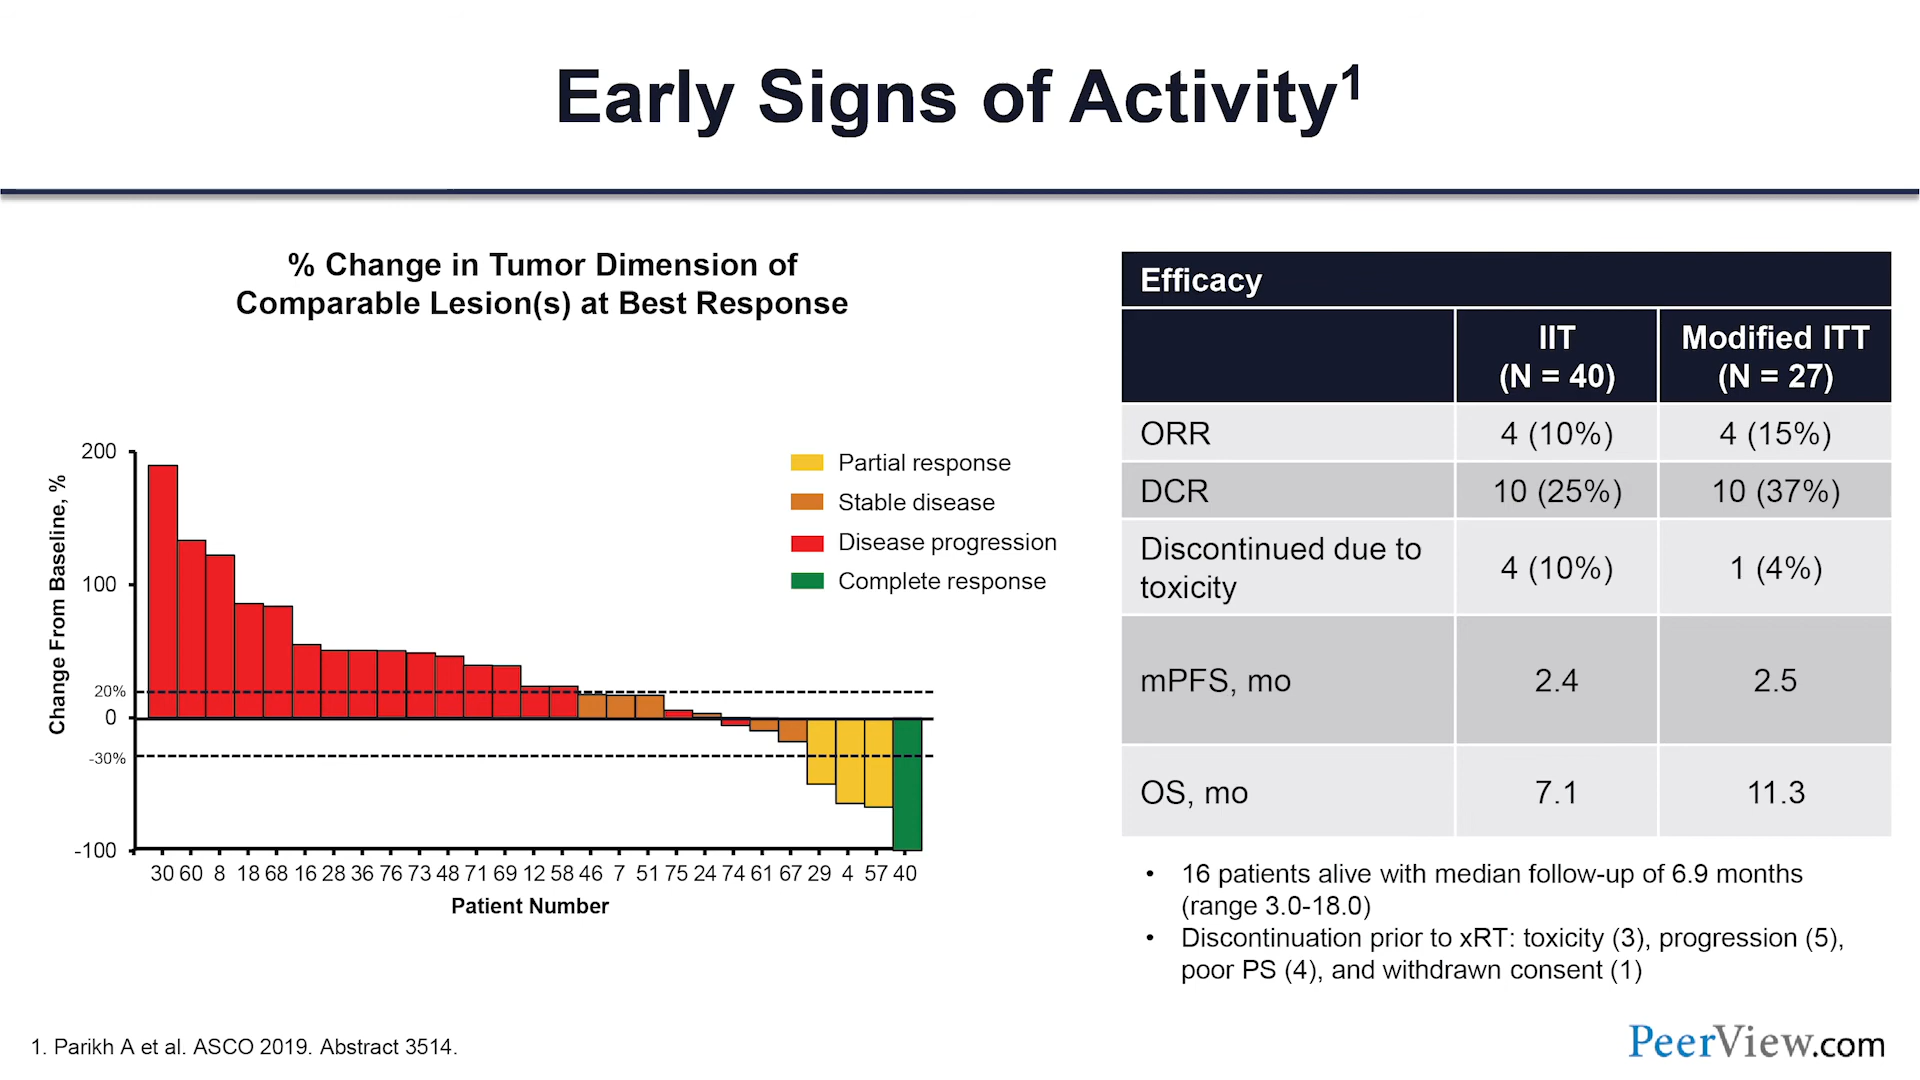 Early Signs of Activity1
% Change in Tumor Dimension of
Comparable Lesion(s) at Best Response
Change From Baseline, %
200
100
20%
0
-30%
-100
Partial response
Stable disease
Disease progression
Complete response
30 60 8 18 68 16 28 36 76 73 48 71 69 12 58 46 7 51 75 24 74 61 67 29 4 57 40
Patient Number
Efficacy
IIT
(N = 40)
Modified ITT
(N = 27)
ORR 4 (10%) 4 (15%)
DCR 10 (25%) 10 (37%)
Discontinued due to
toxicity
4 (10%) 1 (4%)
mPFS, mo 2.4 2.5
OS, mo 7.1 11.3
• 16 patients alive with median follow-up of 6.9 months
(range 3.0-18.0)
• Discontinuation prior to xRT: toxicity (3), progression (5),
poor PS (4), and withdrawn consent (1)
1. Parikh A et al. ASCO 2019. Abstract 3514.
PeerView.com